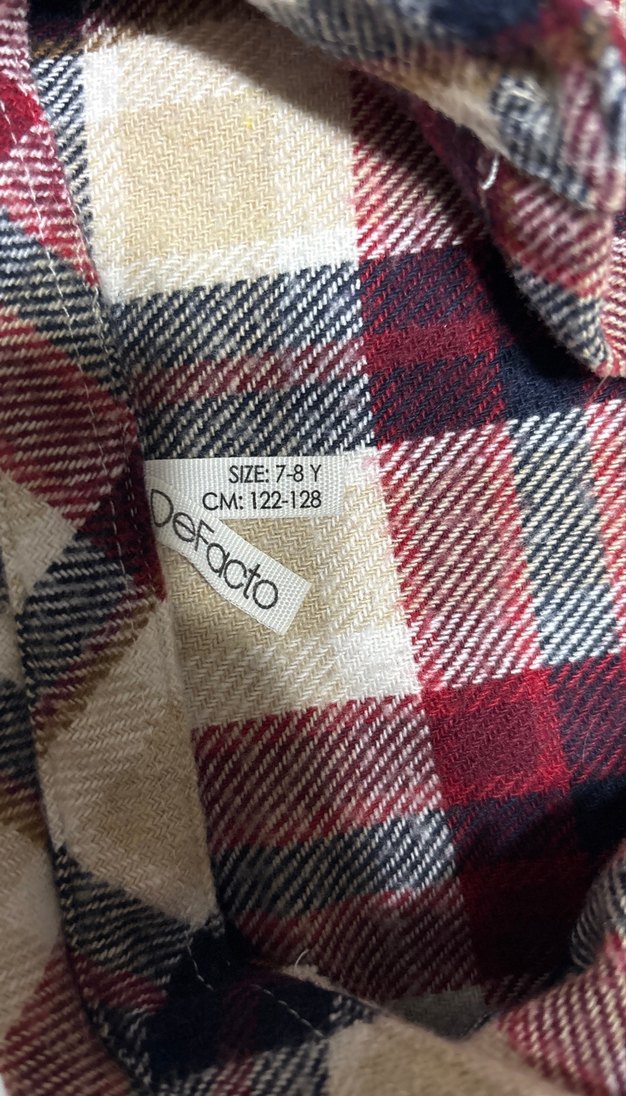 SIZE: 7-8 Y
CM: 122-128
DeFacto